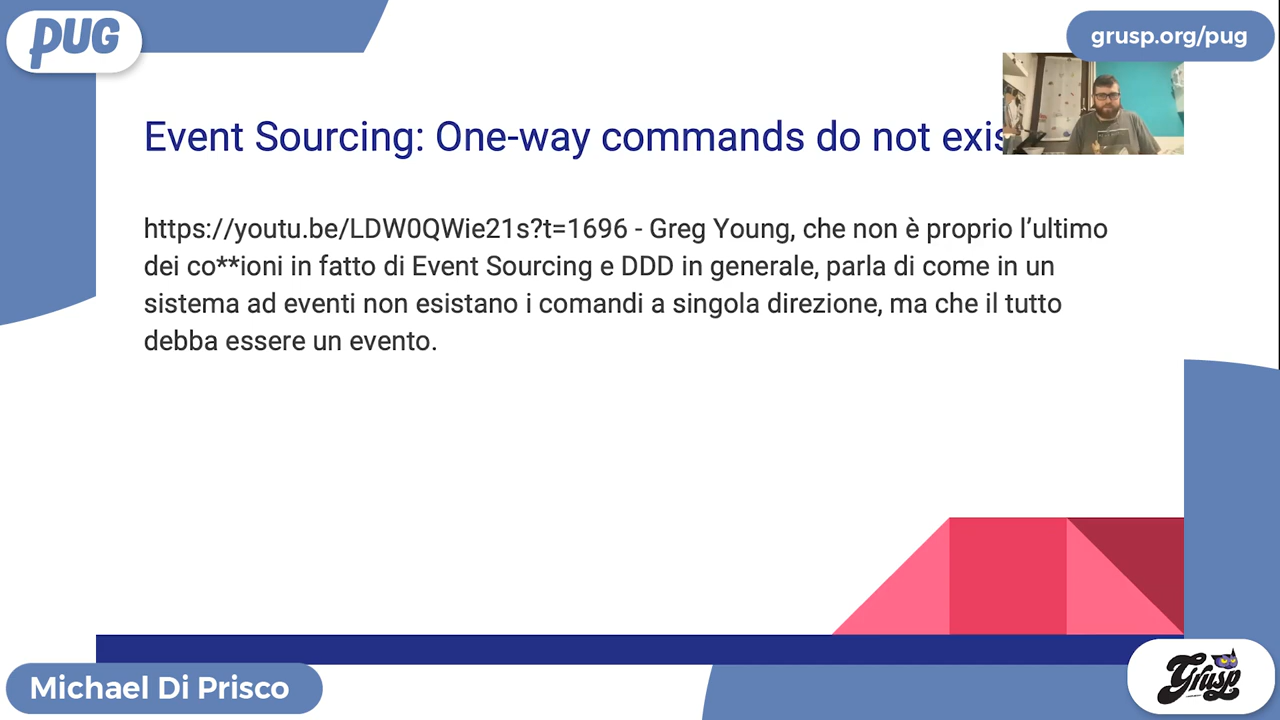 PUG
grusp.org/pug
Event Sourcing: One-way commands do not exis
https://youtu.be/LDW0QWie21s?t=1696 - Greg Young, che non è proprio l’ultimo
dei co**ioni in fatto di Event Sourcing e DDD in generale, parla di come in un
sistema ad eventi non esistano i comandi a singola direzione, ma che il tutto
debba essere un evento.
Michael Di Prisco
Grusp